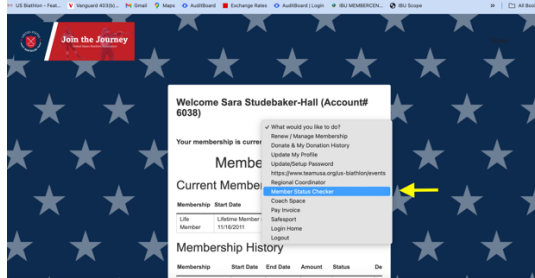 US Biathlon - Feel...
Vanguard 403(b)...
Gmail
Maps
AuditBoard
Exchange Rates
AuditBoard | Login
IBU MEMBERCEN...
IBU Scope
»
All Boo
Join the Journey
Welcome Sara Studebaker-Hall (Account#
6038)
Your membership is curre
✓ What would you like to do?
Renew / Manage Membership
Donate & My Donation History
Update My Profile
Update/Setup Password
https://www.teamusa.org/us-biathlon/events
Regional Coordinator
Member Status Checker
Coach Space
Pay Invoice
Safesport
Login Home
Logout
Membe
Current Member
Membership Start Date
Life
Member
Lifetime Member
11/16/2011
Membership History
Membership Start Date End Date Amount Status De